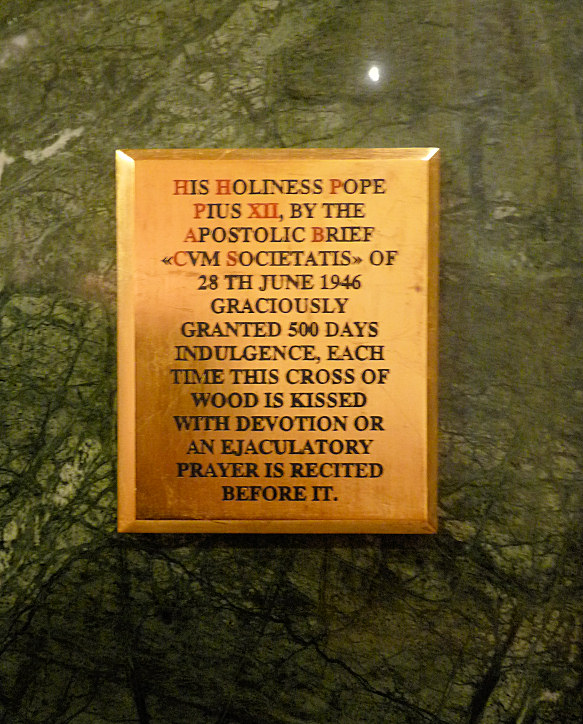 HIS HOLINESS POPE
PIUS XII, BY THE
APOSTOLIC BRIEF
«CVM SOCIETATIS» OF
28 TH JUNE 1946
GRACIOUSLY
GRANTED 500 DAYS
INDULGENCE, EACH
TIME THIS CROSS OF
WOOD IS KISSED
WITH DEVOTION OR
AN EJACULATORY
PRAYER IS RECITED
BEFORE IT.